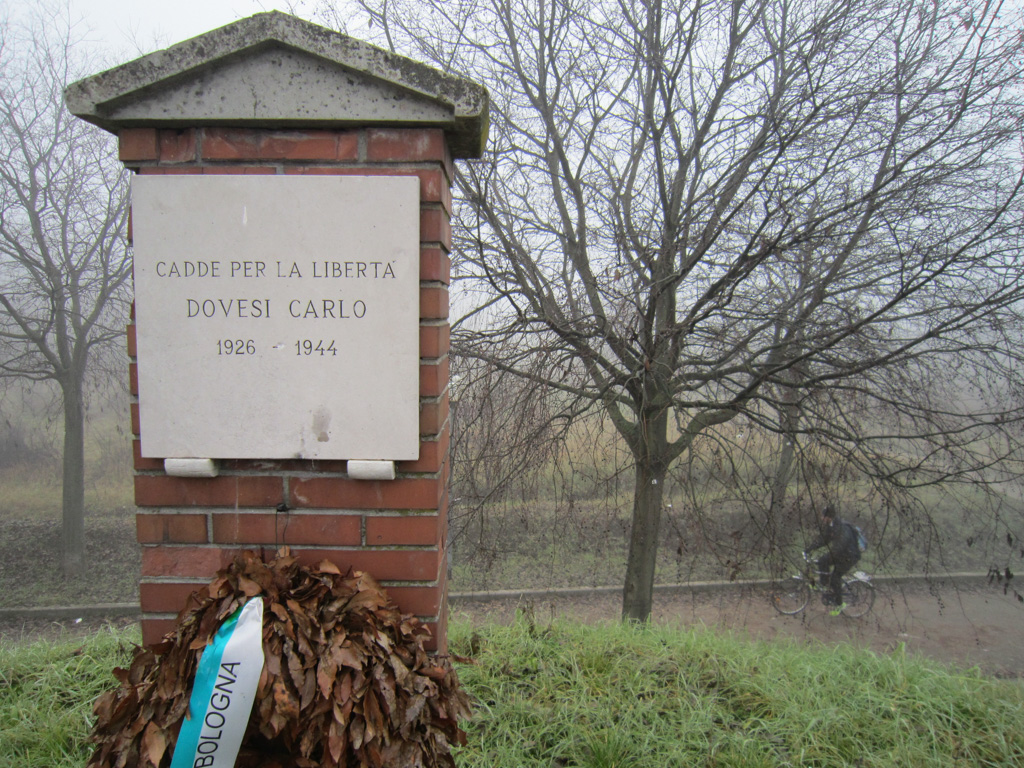 CADDE PER LA LIBERTA'
DOVESI CARLO
1926 - 1944
BOLOGNA